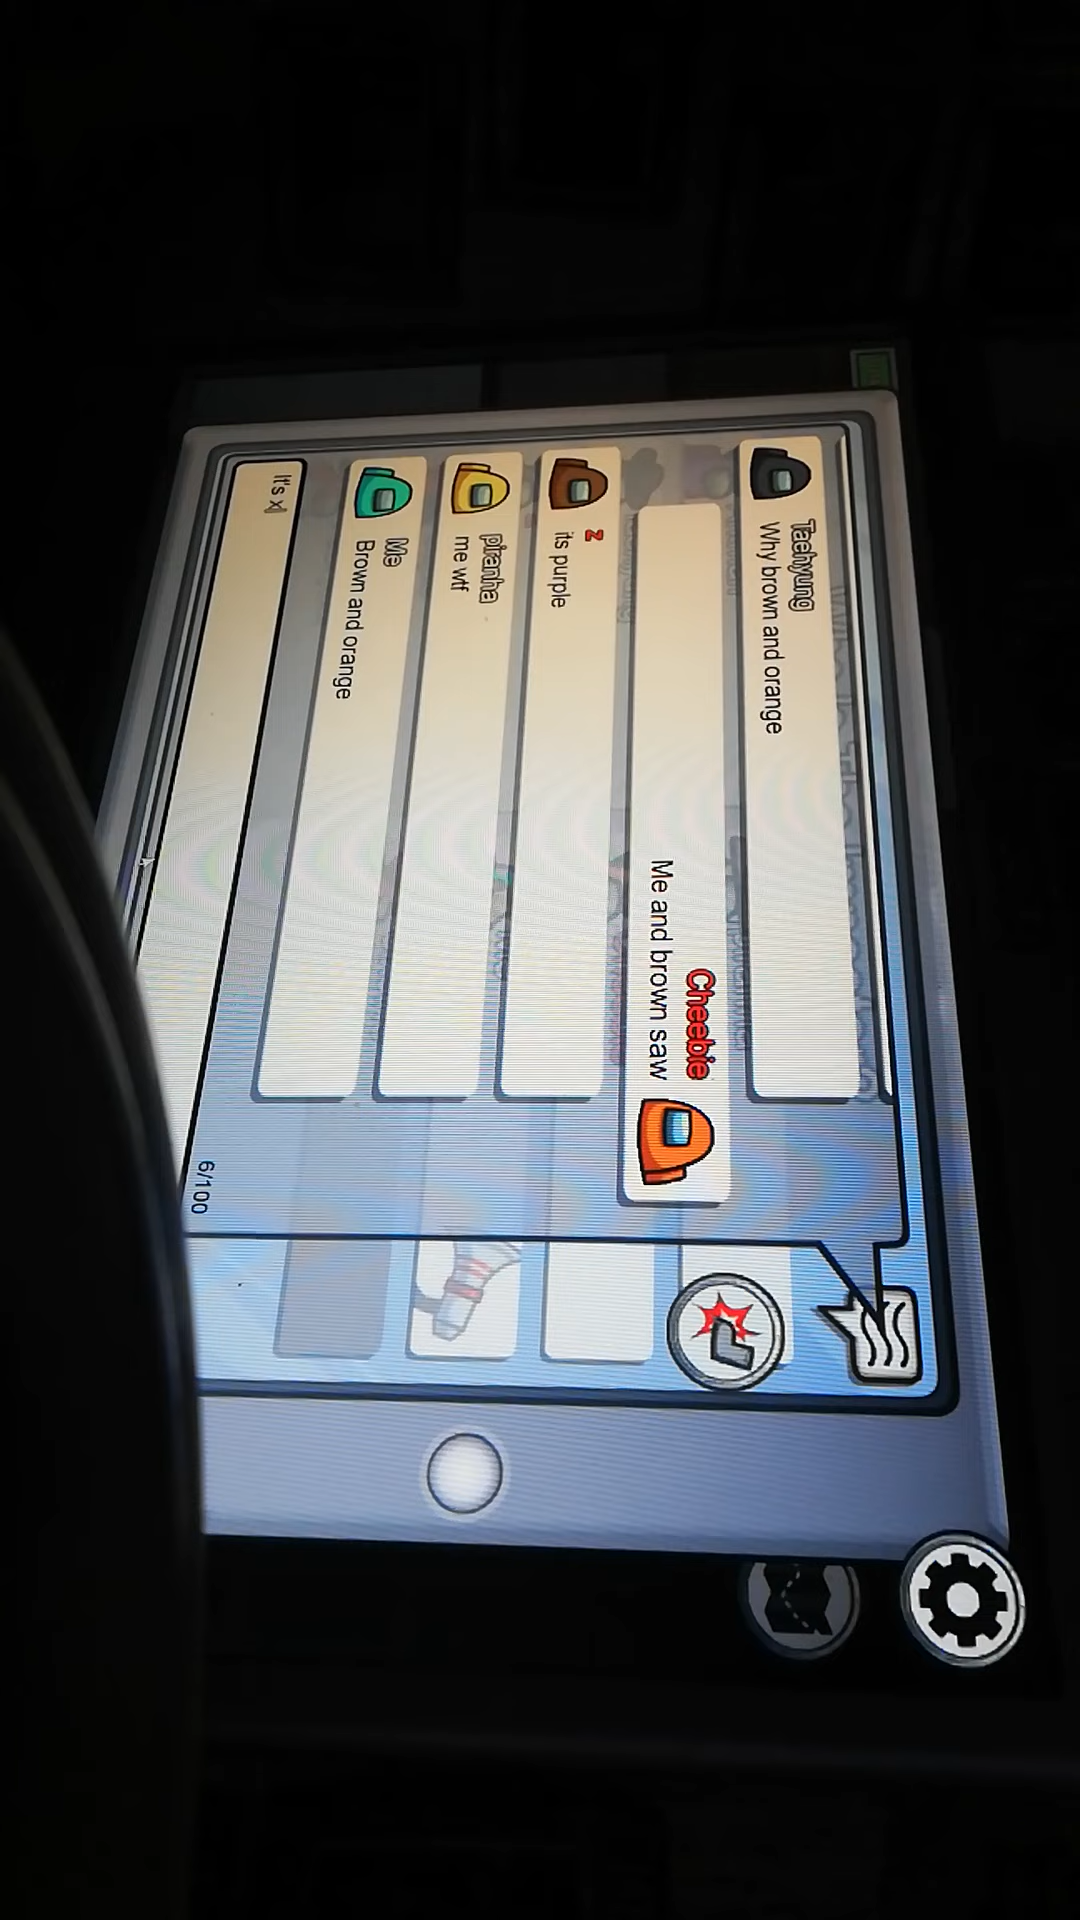 Taehyung
Why brown and orange
Cheebie
Me and brown saw
z
its purple
piranha
me wtf
Me
Brown and orange
It's x
6/100